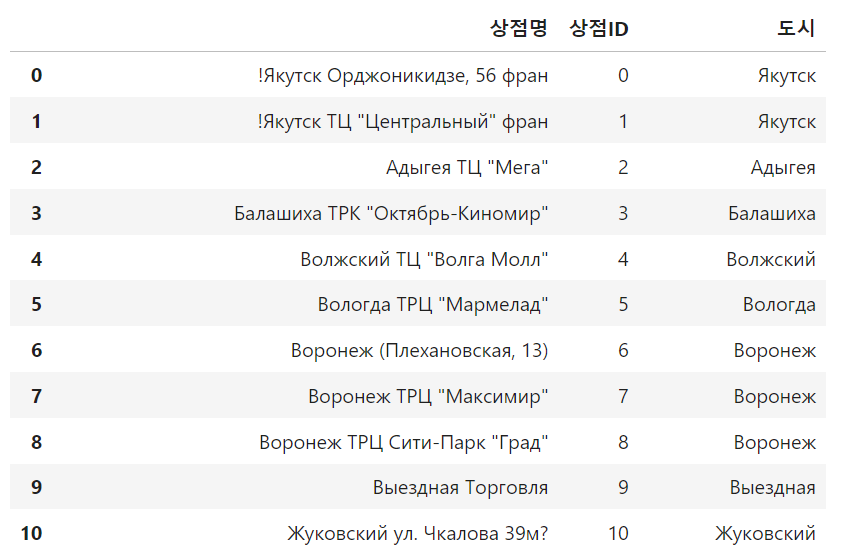 상점명 상점ID 도시
0 !Якутск Орджоникидзе, 56 фран 0 Якутск
1 !Якутск ТЦ "Центральный" фран 1 Якутск
2 Адыгея ТЦ "Мега" 2 Адыгея
3 Балашиха ТРК "Октябрь-Киномир" 3 Балашиха
4 Волжский ТЦ "Волга Молл" 4 Волжский
5 Вологда ТРЦ "Мармелад" 5 Вологда
6 Воронеж (Плехановская, 13) 6 Воронеж
7 Воронеж ТРЦ "Максимир" 7 Воронеж
8 Воронеж ТРЦ Сити-Парк "Град" 8 Воронеж
9 Выездная Торговля 9 Выездная
10 Жуковский ул. Чкалова 39м? 10 Жуковский